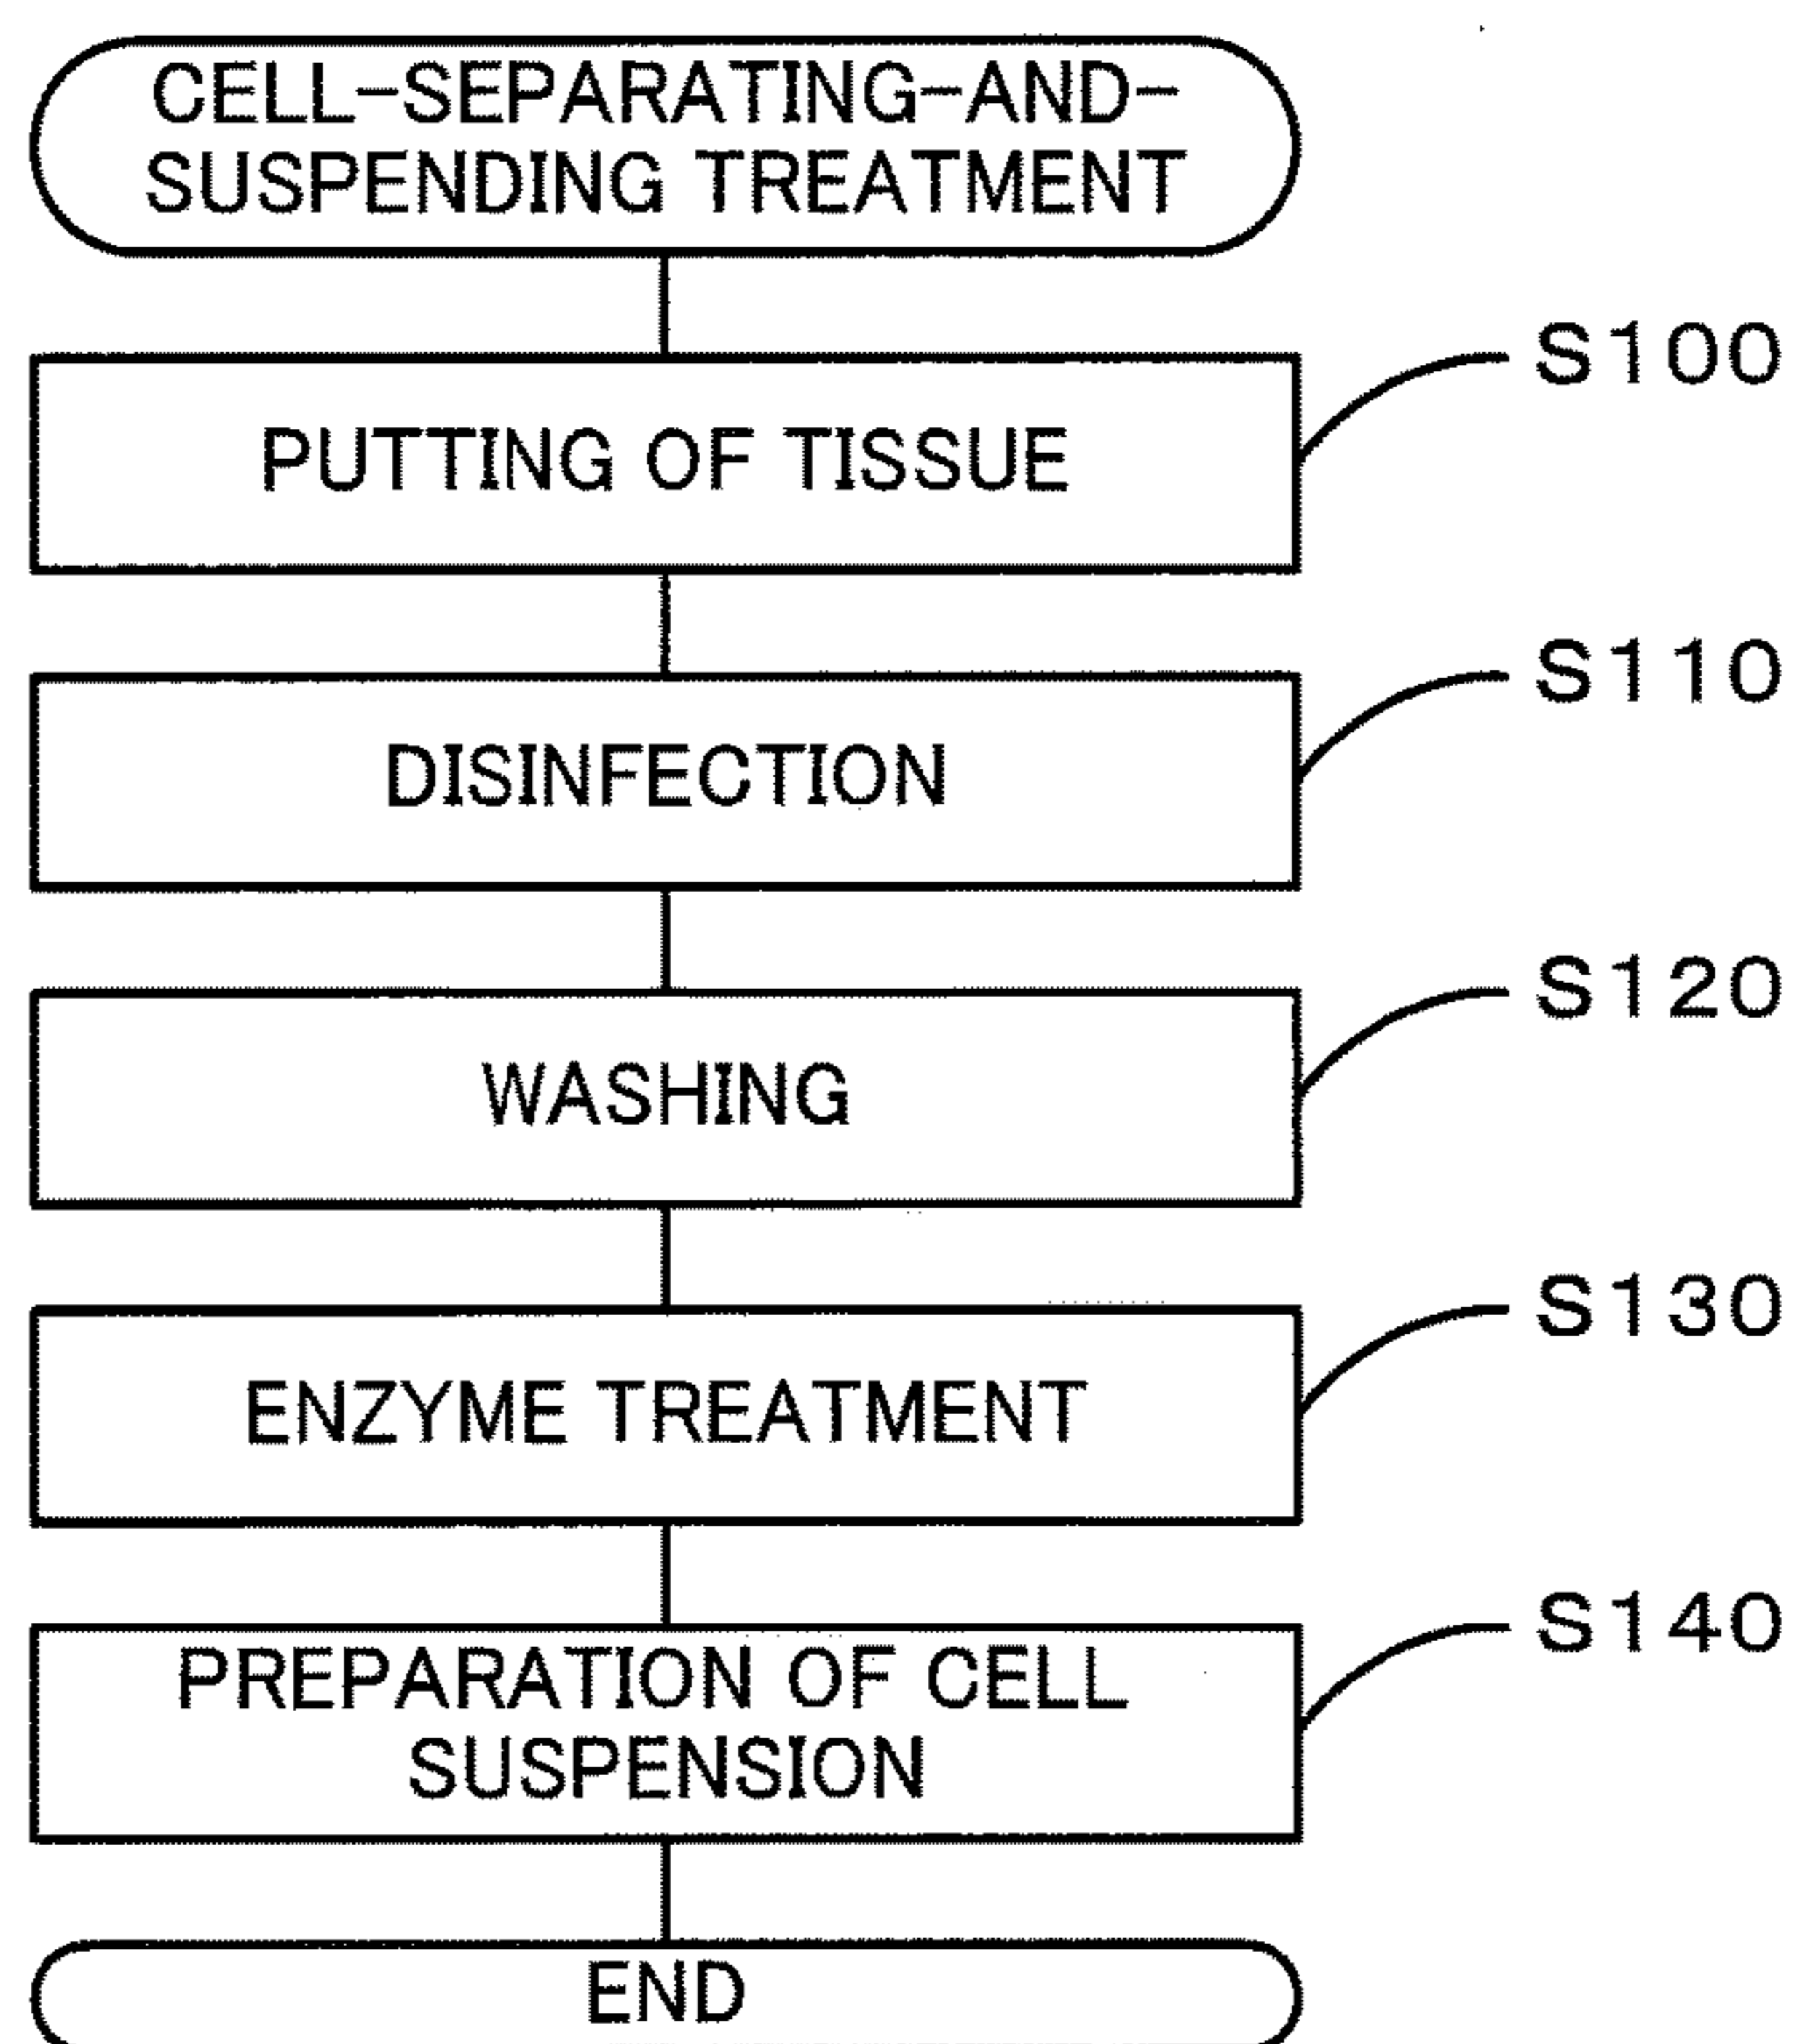 CELL-SEPARATING-AND-
SUSPENDING TREATMENT
S100
PUTTING OF TISSUE
S110
DISINFECTION
S120
WASHING
S130
ENZYME TREATMENT
S140
PREPARATION OF CELL
SUSPENSION
END